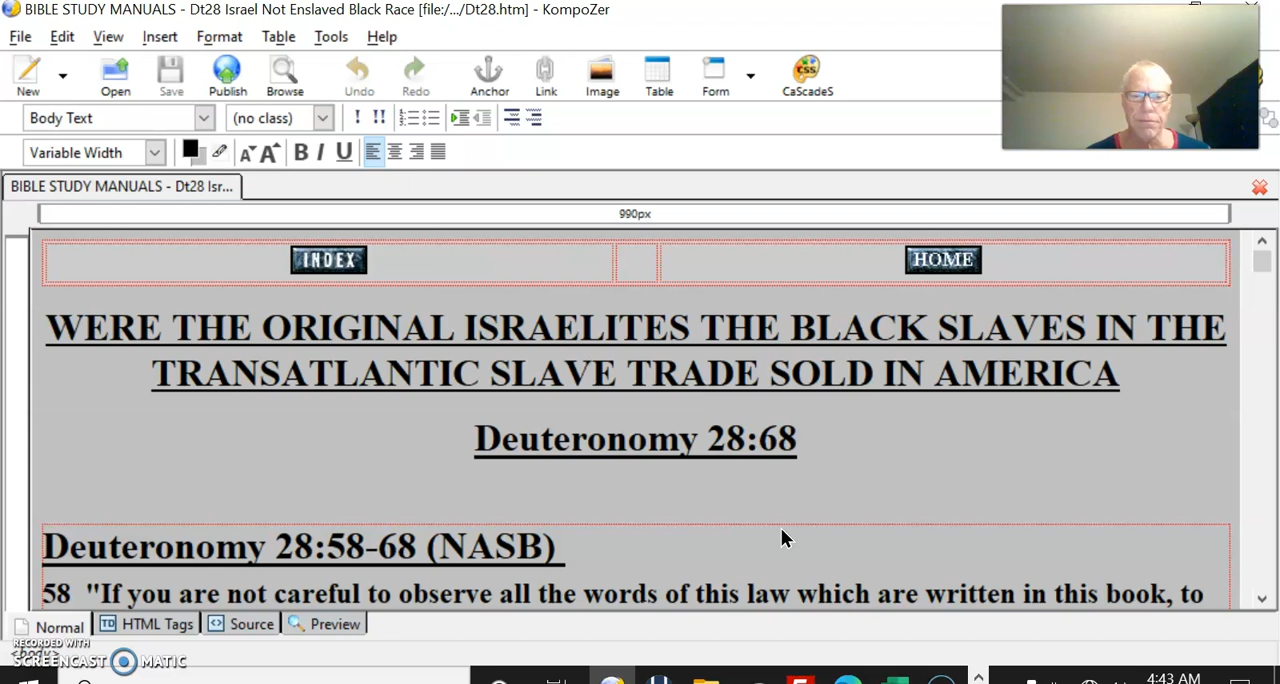 BIBLE STUDY MANUALS - Dt28 Israel Not Enslaved Black Race [file:/.../Dt28.htm] - KompoZer
File Edit View Insert Format Table Tools Help
New Open Save Publish Browse Undo Redo Anchor Link Image Table Form CaScadeS
Body Text (no class)
Variable Width
BIBLE STUDY MANUALS - Dt28 Isr...
990px
INDEX HOME
WERE THE ORIGINAL ISRAELITES THE BLACK SLAVES IN THE
TRANSATLANTIC SLAVE TRADE SOLD IN AMERICA
Deuteronomy 28:68
Deuteronomy 28:58-68 (NASB)
58 "If you are not careful to observe all the words of this law which are written in this book, to
Normal HTML Tags Source Preview
RECORDED WITH
<body>
SCREENCAST MATIC
4:43 AM